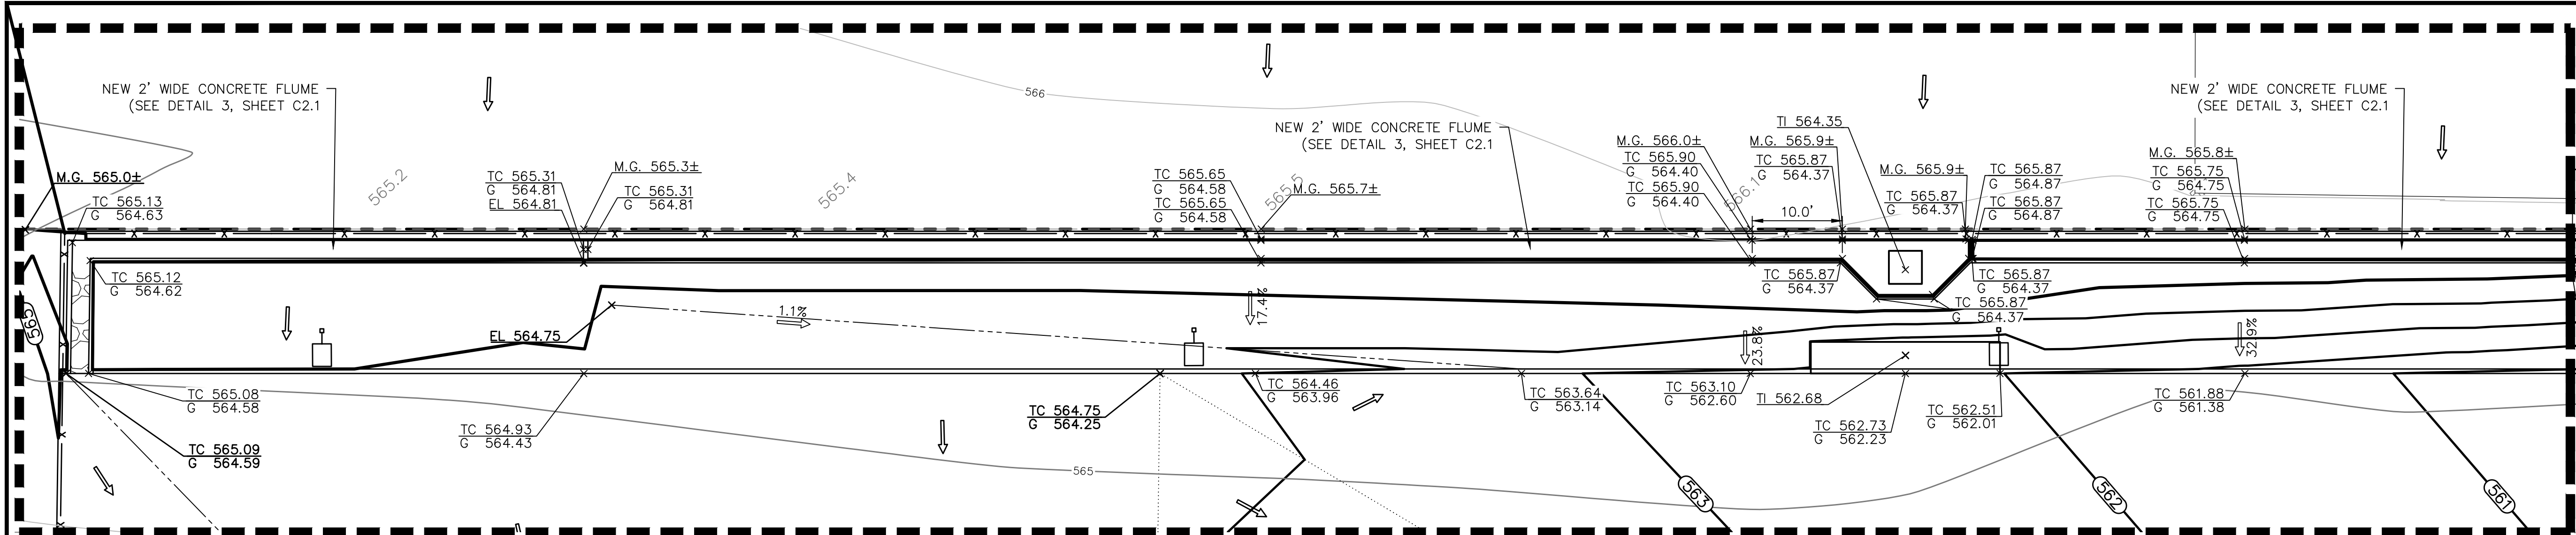 NEW 2' WIDE CONCRETE FLUME
(SEE DETAIL 3, SHEET C2.1
566
NEW 2' WIDE CONCRETE FLUME
(SEE DETAIL 3, SHEET C2.1
NEW 2' WIDE CONCRETE FLUME
(SEE DETAIL 3, SHEET C2.1
M.G. 565.0±
TC 565.13
G 564.63
565.2
TC 565.31
G 564.81
EL 564.81
M.G. 565.3±
TC 565.31
G 564.81
565.4
TC 565.65
G 564.58
TC 565.65
G 564.58
565.5
M.G. 565.7±
M.G. 566.0±
TC 565.90
G 564.40
TC 565.90
G 564.40
566.1
TI 564.35
M.G. 565.9±
TC 565.87
G 564.37
10.0'
M.G. 565.9±
TC 565.87
G 564.37
TC 565.87
G 564.87
TC 565.87
G 564.87
M.G. 565.8±
TC 565.75
G 564.75
TC 565.75
G 564.75
TC 565.12
G 564.62
565
EL 564.75
1.1%
17.4%
TC 565.87
G 564.37
TC 565.87
G 564.37
TC 565.87
G 564.37
23.8%
32.9%
TC 565.08
G 564.58
TC 565.09
G 564.59
TC 564.93
G 564.43
TC 564.75
G 564.25
565
TC 564.46
G 563.96
TC 563.64
G 563.14
TC 563.10
G 562.60
TI 562.68
TC 562.73
G 562.23
TC 562.51
G 562.01
TC 561.88
G 561.38
563
562
561